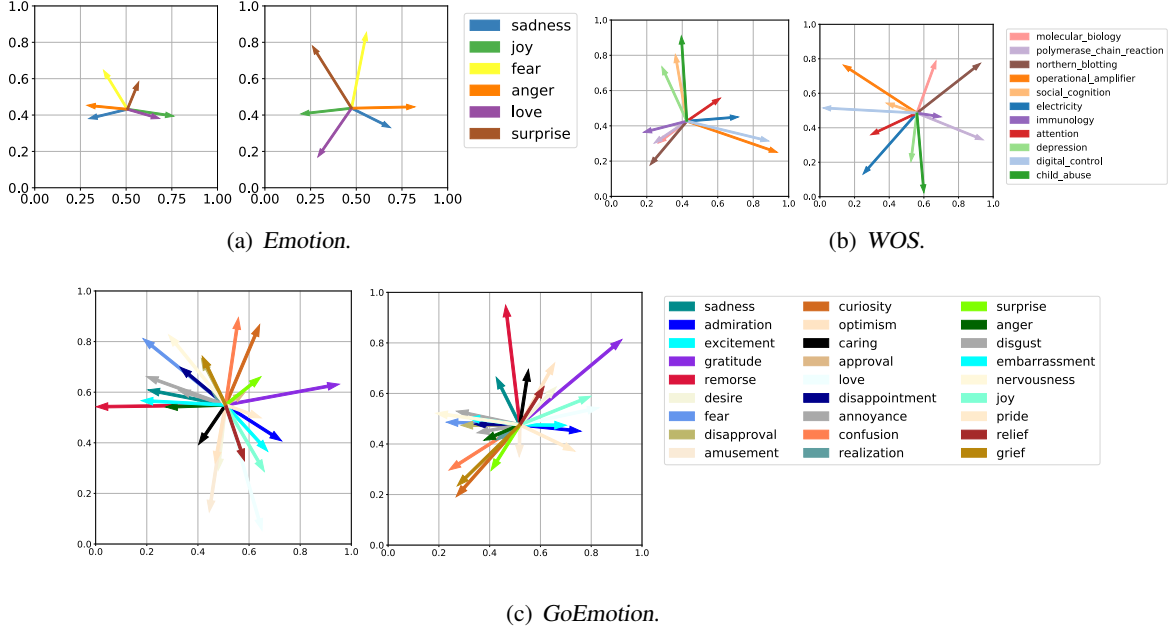 1.0
0.8
0.6
0.4
0.2
0.0
0.00 0.25 0.50 0.75 1.00
1.0
0.8
0.6
0.4
0.2
0.0
0.00 0.25 0.50 0.75 1.00
sadness
joy
fear
anger
love
surprise
(a) Emotion.
1.0
0.8
0.6
0.4
0.2
0.0
0.0 0.2 0.4 0.6 0.8 1.0
1.0
0.8
0.6
0.4
0.2
0.0
0.0 0.2 0.4 0.6 0.8 1.0
molecular_biology
polymerase_chain_reaction
northern_blotting
operational_amplifier
social_cognition
electricity
immunology
attention
depression
digital_control
child_abuse
(b) WOS.
1.0
0.8
0.6
0.4
0.2
0.0
0.0 0.2 0.4 0.6 0.8 1.0
1.0
0.8
0.6
0.4
0.2
0.0
0.0 0.2 0.4 0.6 0.8 1.0
sadness curiosity surprise
admiration optimism anger
excitement caring disgust
gratitude approval embarrassment
remorse love nervousness
desire disappointment joy
fear annoyance pride
disapproval confusion relief
amusement realization grief
(c) GoEmotion.